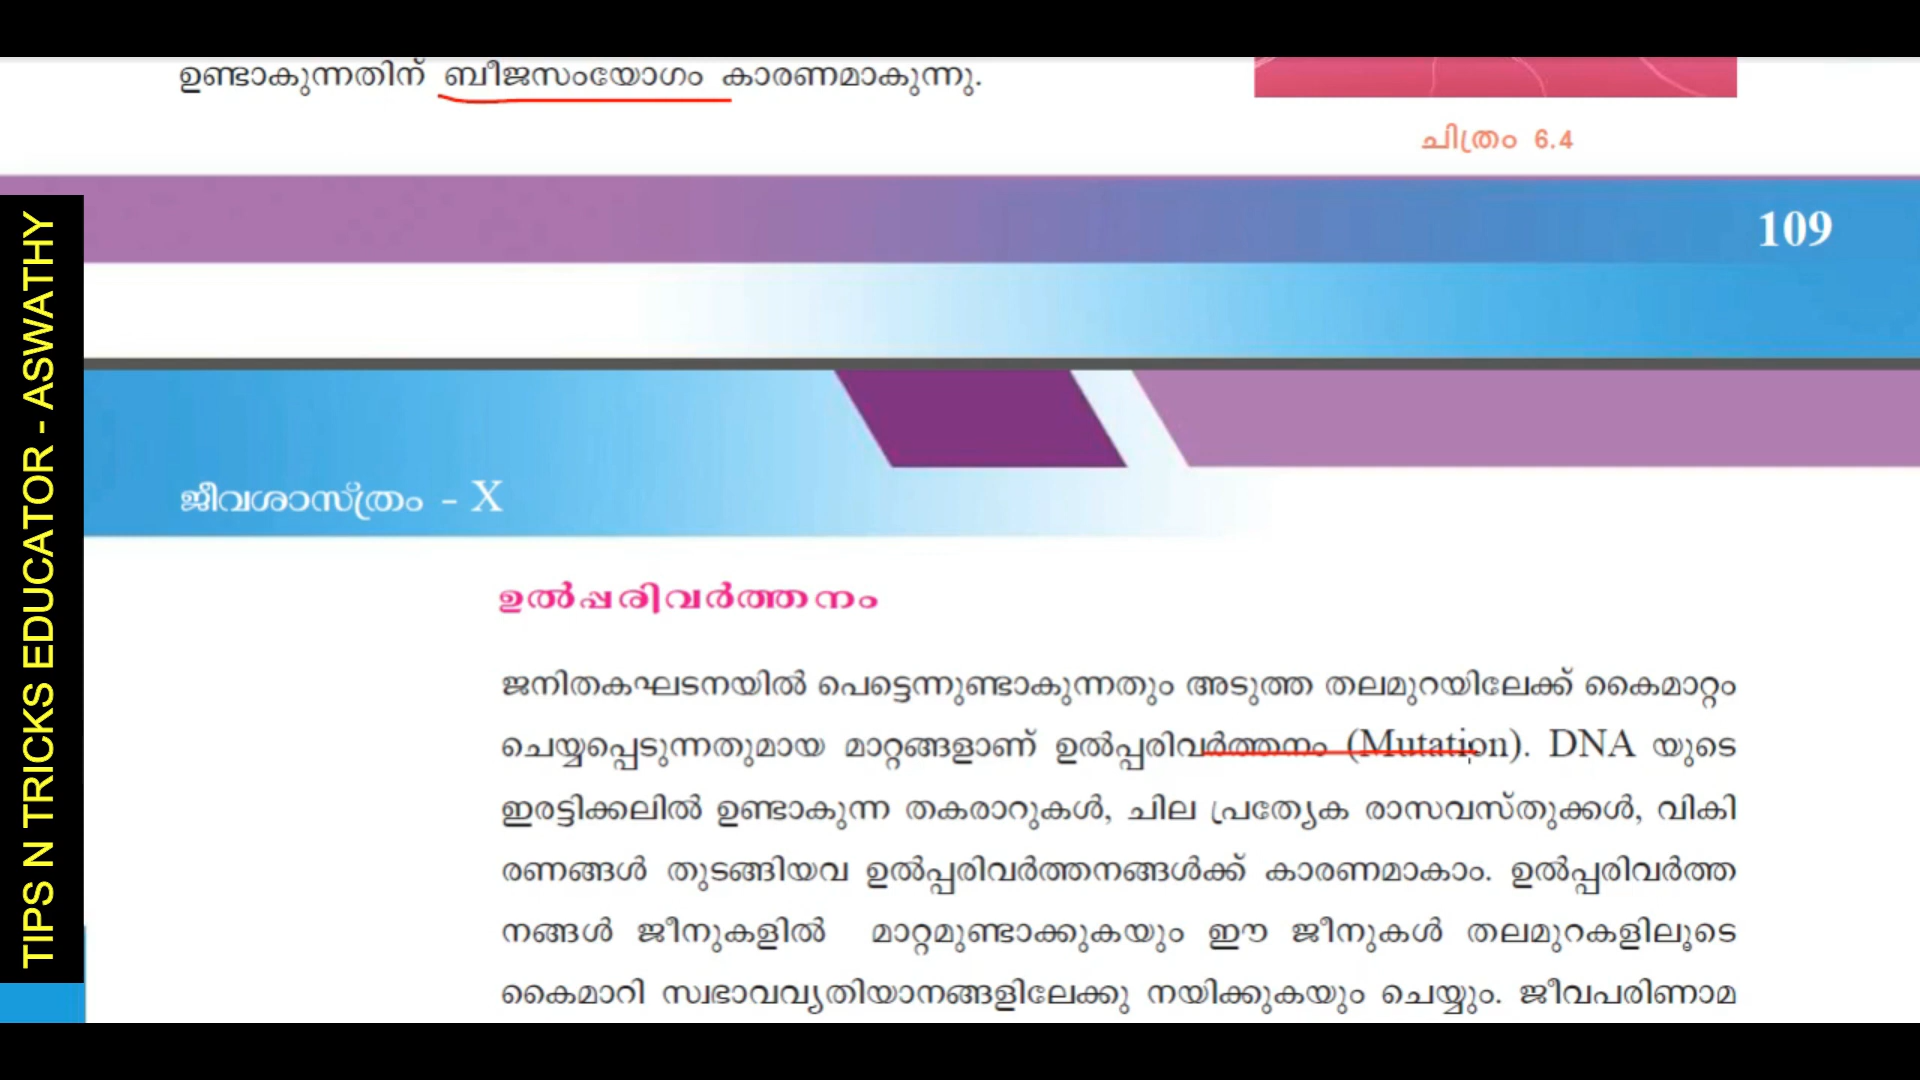 ഉണ്ടാകുന്നതിന് ബീജസംയോഗം കാരണമാകുന്നു.
ചിത്രം 6.4
109
TIPS N TRICKS EDUCATOR - ASWATHY
ജീവശാസ്ത്രം - X
ഉൽപ്പരിവർത്തനം
ജനിതകഘടനയിൽ പെട്ടെന്നുണ്ടാകുന്നതും അടുത്ത തലമുറയിലേക്ക് കൈമാറ്റം
ചെയ്യപ്പെടുന്നതുമായ മാറ്റങ്ങളാണ് ഉൽപ്പരിവർത്തനം (Mutation). DNA യുടെ
ഇരട്ടിക്കലിൽ ഉണ്ടാകുന്ന തകരാറുകൾ, ചില പ്രത്യേക രാസവസ്തുക്കൾ, വികി
രണങ്ങൾ തുടങ്ങിയവ ഉൽപ്പരിവർത്തനങ്ങൾക്ക് കാരണമാകാം. ഉൽപ്പരിവർത്ത
നങ്ങൾ ജീനുകളിൽ മാറ്റമുണ്ടാക്കുകയും ഈ ജീനുകൾ തലമുറകളിലൂടെ
കൈമാറി സ്വഭാവവ്യതിയാനങ്ങളിലേക്കു നയിക്കുകയും ചെയ്യും. ജീവപരിണാമ